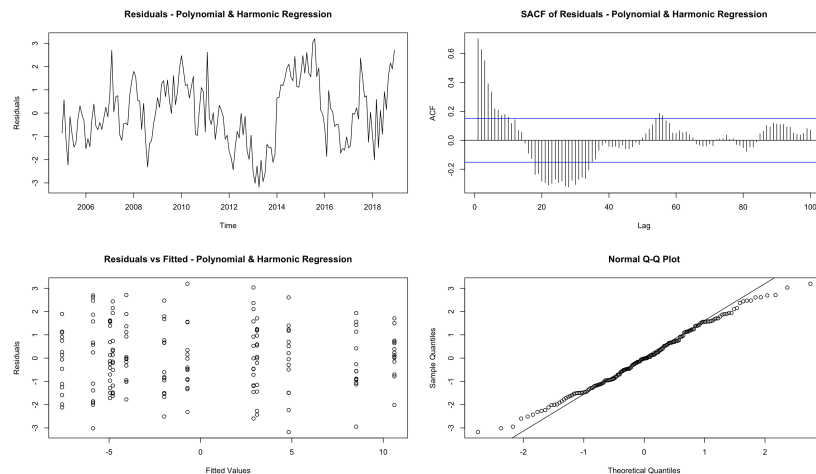 Residuals - Polynomial & Harmonic Regression
Residuals
3
2
1
0
-1
-2
-3
2006 2008 2010 2012 2014 2016 2018
Time
SACF of Residuals - Polynomial & Harmonic Regression
ACF
0.6
0.4
0.2
0.0
-0.2
0 20 40 60 80 100
Lag
Residuals vs Fitted - Polynomial & Harmonic Regression
Residuals
3
2
1
0
-1
-2
-3
-5 0 5 10
Fitted Values
Normal Q-Q Plot
Sample Quantiles
3
2
1
0
-1
-2
-3
-2 -1 0 1 2
Theoretical Quantiles